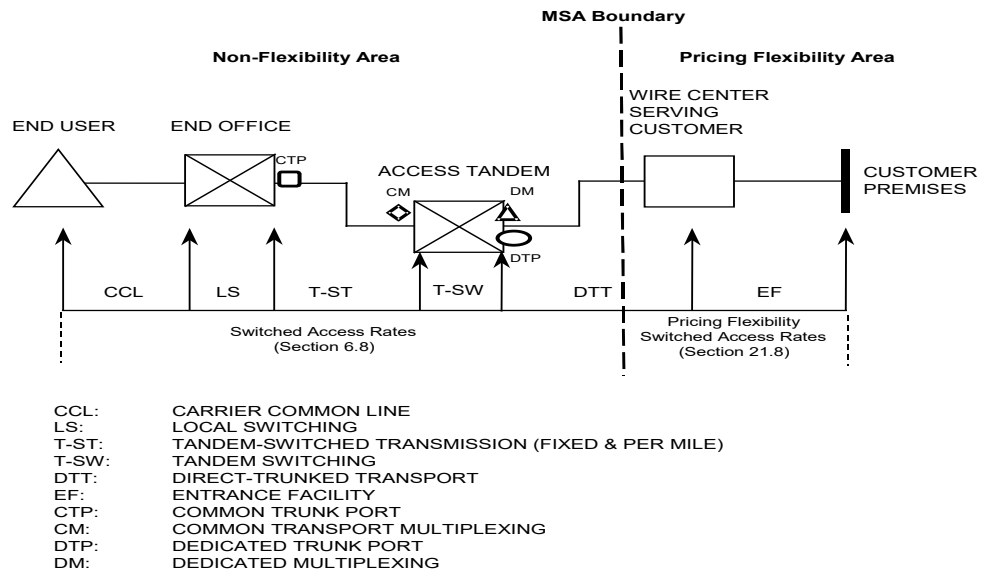 MSA Boundary
Non-Flexibility Area
Pricing Flexibility Area
WIRE CENTER
SERVING
CUSTOMER
END USER
END OFFICE
CTP
ACCESS TANDEM
CM
DM
CUSTOMER
PREMISES
DTP
CCL
LS
T-ST
T-SW
DTT
EF
Switched Access Rates
(Section 6.8)
Pricing Flexibility
Switched Access Rates
(Section 21.8)
CCL: CARRIER COMMON LINE
LS: LOCAL SWITCHING
T-ST: TANDEM-SWITCHED TRANSMISSION (FIXED & PER MILE)
T-SW: TANDEM SWITCHING
DTT: DIRECT-TRUNKED TRANSPORT
EF: ENTRANCE FACILITY
CTP: COMMON TRUNK PORT
CM: COMMON TRANSPORT MULTIPLEXING
DTP: DEDICATED TRUNK PORT
DM: DEDICATED MULTIPLEXING